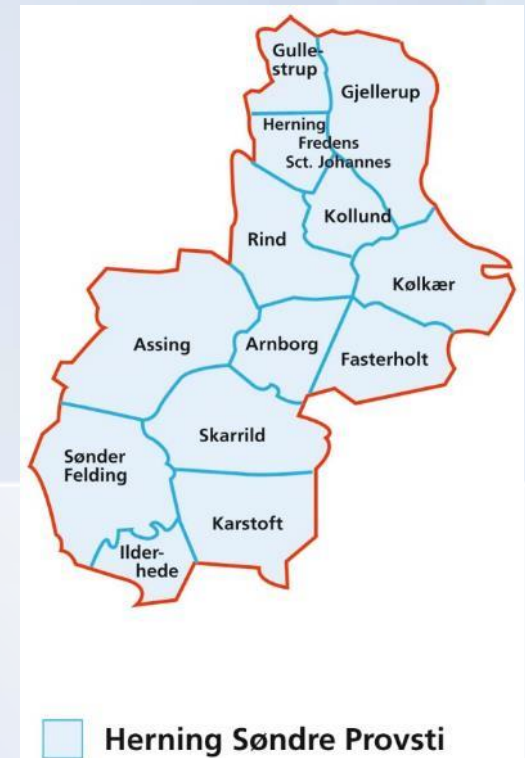 Gulle-
strup
Gjellerup
Herning
Fredens
Sct. Johannes
Kollund
Rind
Kølkær
Assing
Arnborg
Fasterholt
Skarrild
Sønder
Felding
Karstoft
Ilder-
hede
Herning Søndre Provsti